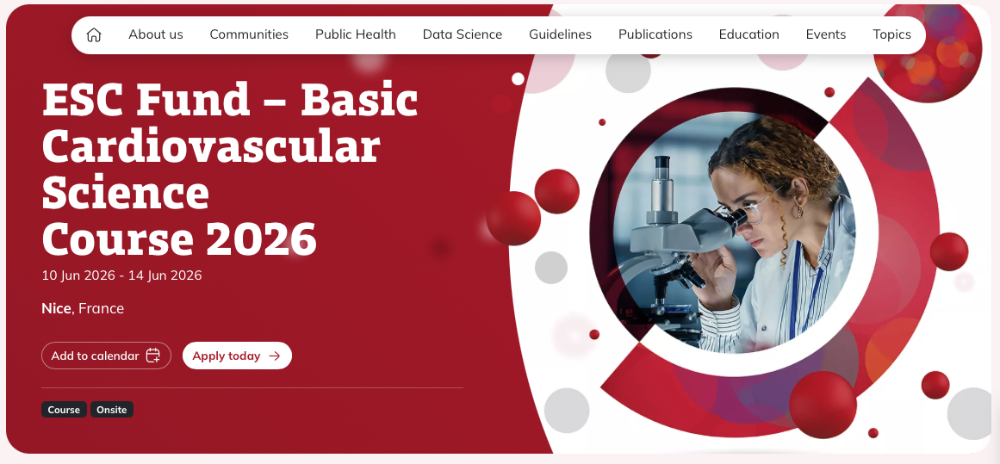 About us Communities Public Health Data Science Guidelines Publications Education Events Topics
ESC Fund – Basic
Cardiovascular
Science
Course 2026
10 Jun 2026 - 14 Jun 2026
Nice, France
Add to calendar Apply today →
Course Onsite